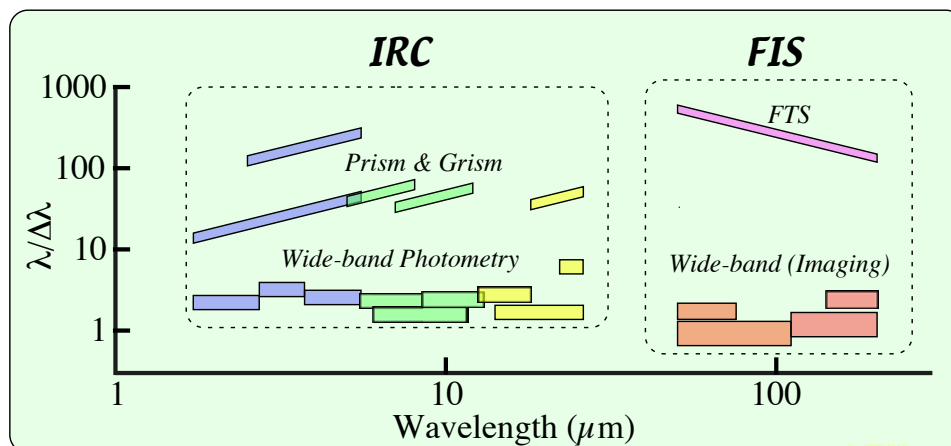 IRC
FIS
λ/Δλ
1000
100
10
1
FTS
Prism & Grism
Wide-band Photometry
Wide-band (Imaging)
1
10
100
Wavelength (µm)